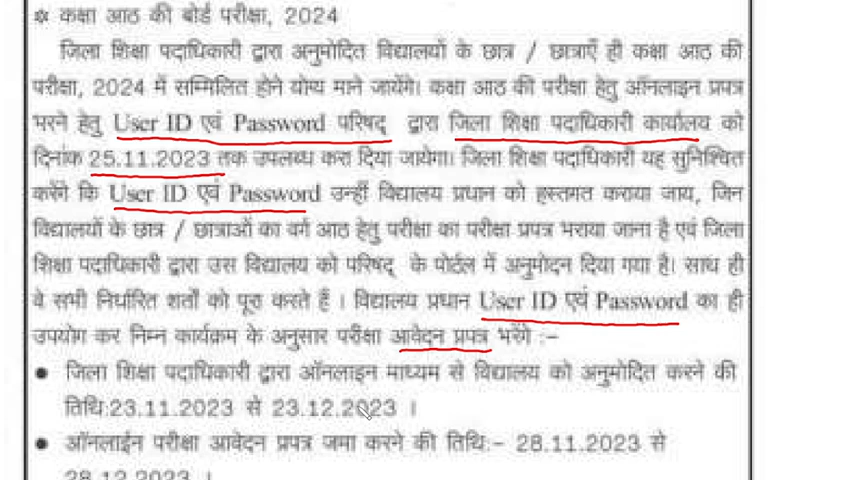 ✲ कक्षा आठ की बोर्ड परीक्षा, 2024
जिला शिक्षा पदाधिकारी द्वारा अनुमोदित विद्यालयों के छात्र / छात्राएँ ही कक्षा आठ की
परीक्षा, 2024 में सम्मिलित होने योग्य माने जायेंगे। कक्षा आठ की परीक्षा हेतु ऑनलाइन प्रपत्र
भरने हेतु User ID एवं Password परिषद् द्वारा जिला शिक्षा पदाधिकारी कार्यालय को
दिनांक 25.11.2023 तक उपलब्ध करा दिया जायेगा। जिला शिक्षा पदाधिकारी यह सुनिश्चित
करेंगे कि User ID एवं Password उन्हीं विद्यालय प्रधान को हस्तगत कराया जाय, जिन
विद्यालयों के छात्र / छात्राओं का वर्ग आठ हेतु परीक्षा का परीक्षा प्रपत्र भराया जाना है एवं जिला
शिक्षा पदाधिकारी द्वारा उस विद्यालय को परिषद् के पोर्टल में अनुमोदन दिया गया है। साथ ही
वे सभी निर्धारित शर्तों को पूरा करते हैं । विद्यालय प्रधान User ID एवं Password का ही
उपयोग कर निम्न कार्यक्रम के अनुसार परीक्षा आवेदन प्रपत्र भरेंगे :–
● जिला शिक्षा पदाधिकारी द्वारा ऑनलाइन माध्यम से विद्यालय को अनुमोदित करने की
तिथि:23.11.2023 से 23.12.2023 ।
● ऑनलाईन परीक्षा आवेदन प्रपत्र जमा करने की तिथि:– 28.11.2023 से
28.12.2023 ।